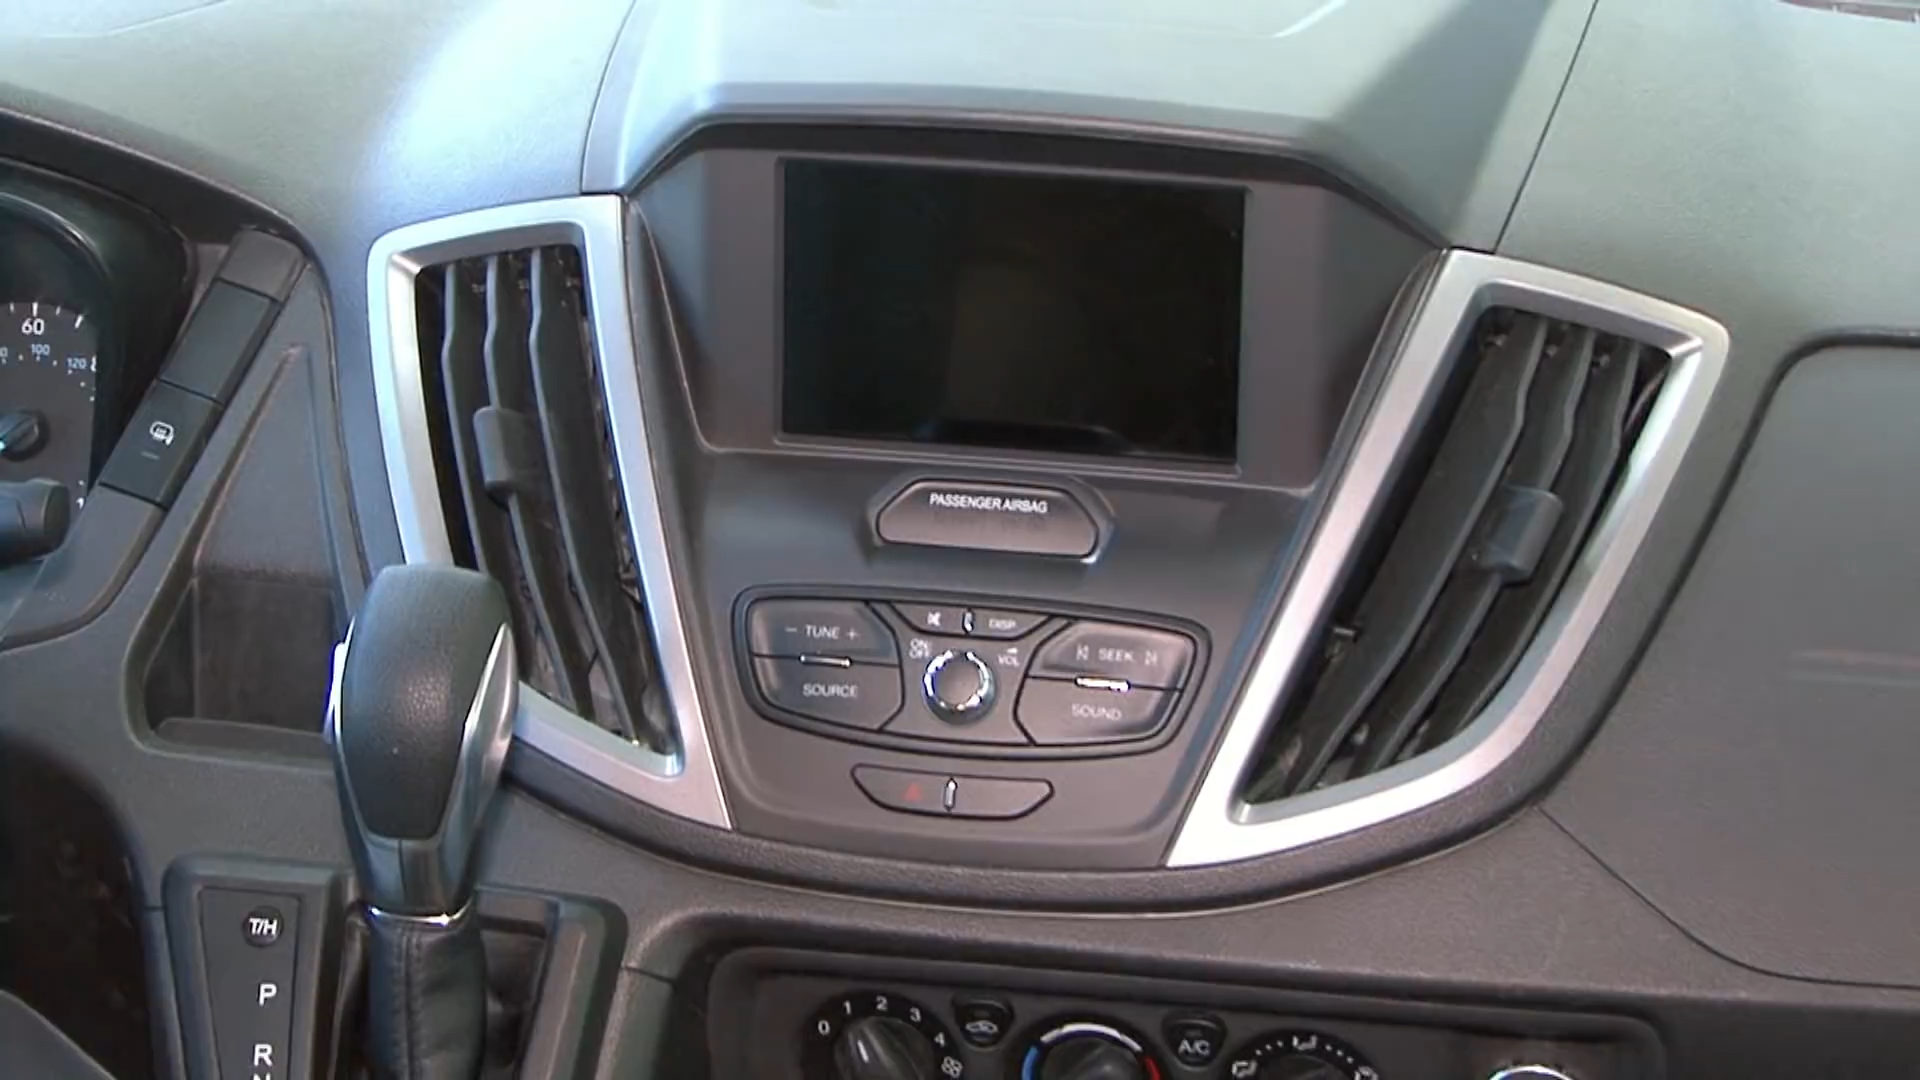 60
100
120
PASSENGER AIRBAG
DISP
− TUNE +
ON
OFF
VOL
SEEK
SOURCE
SOUND
T/H
P
R
N
0 1 2 3 4
A/C